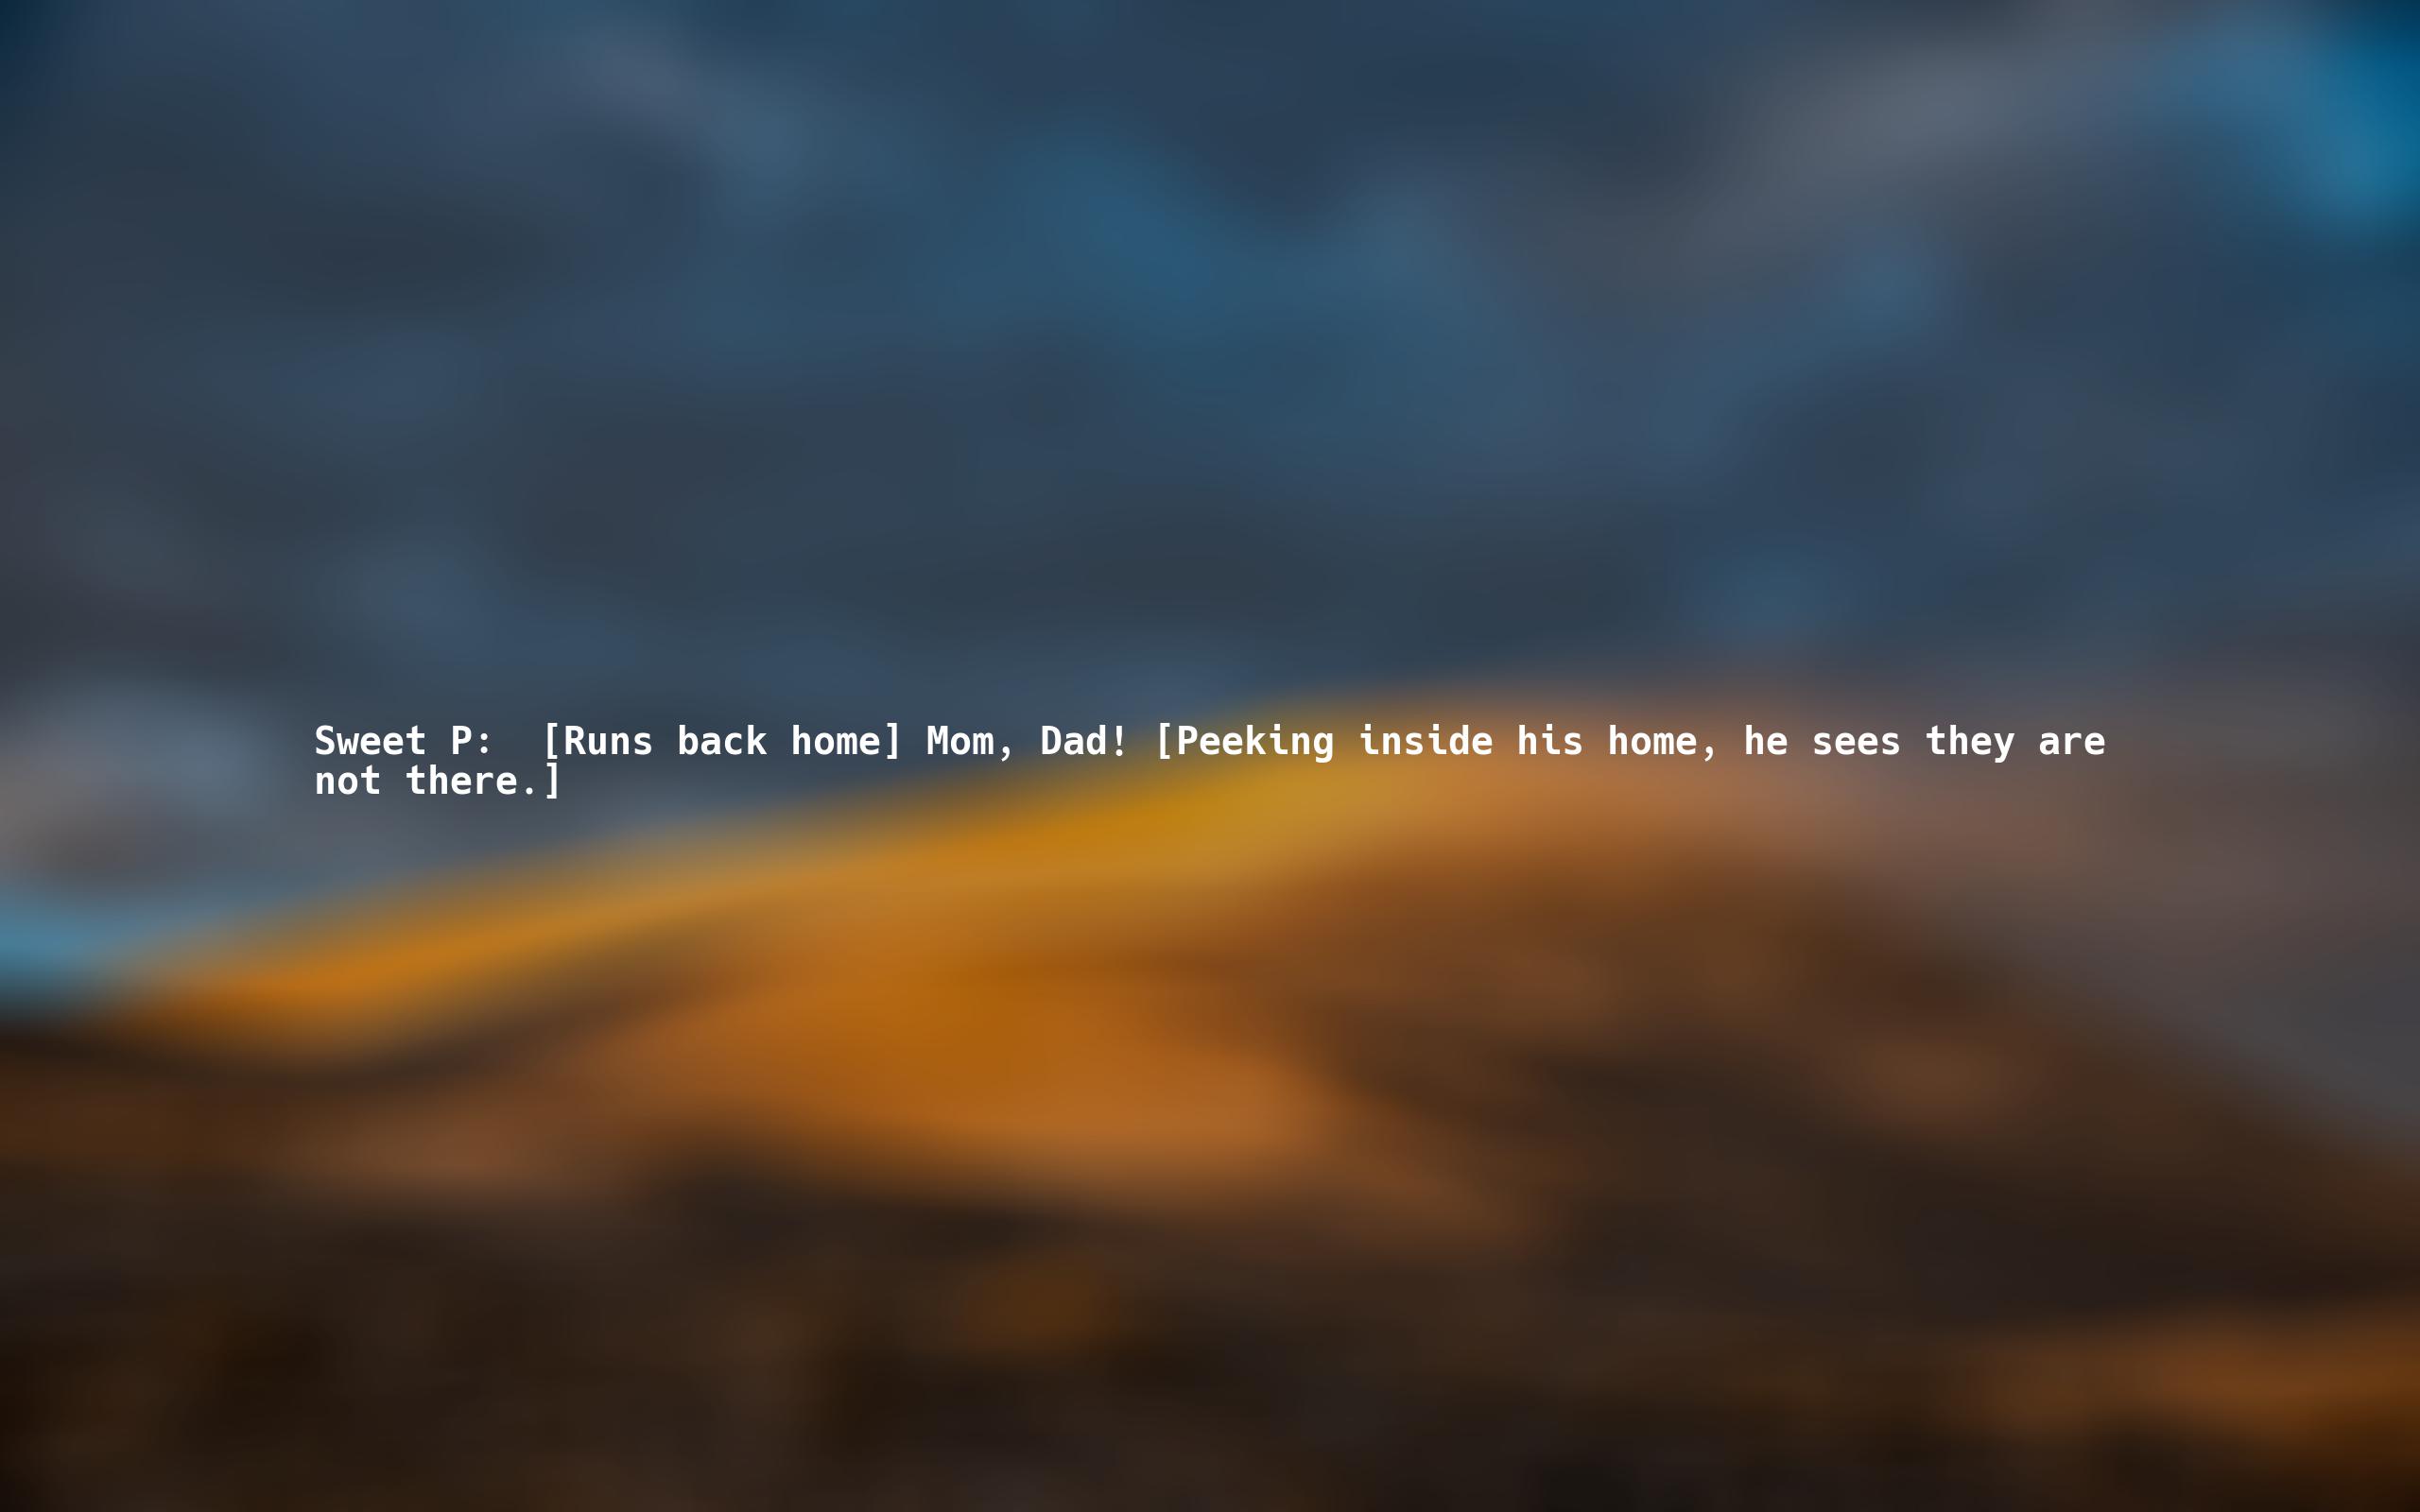 Sweet P:  [Runs back home] Mom, Dad! [Peeking inside his home, he sees they are
not there.]